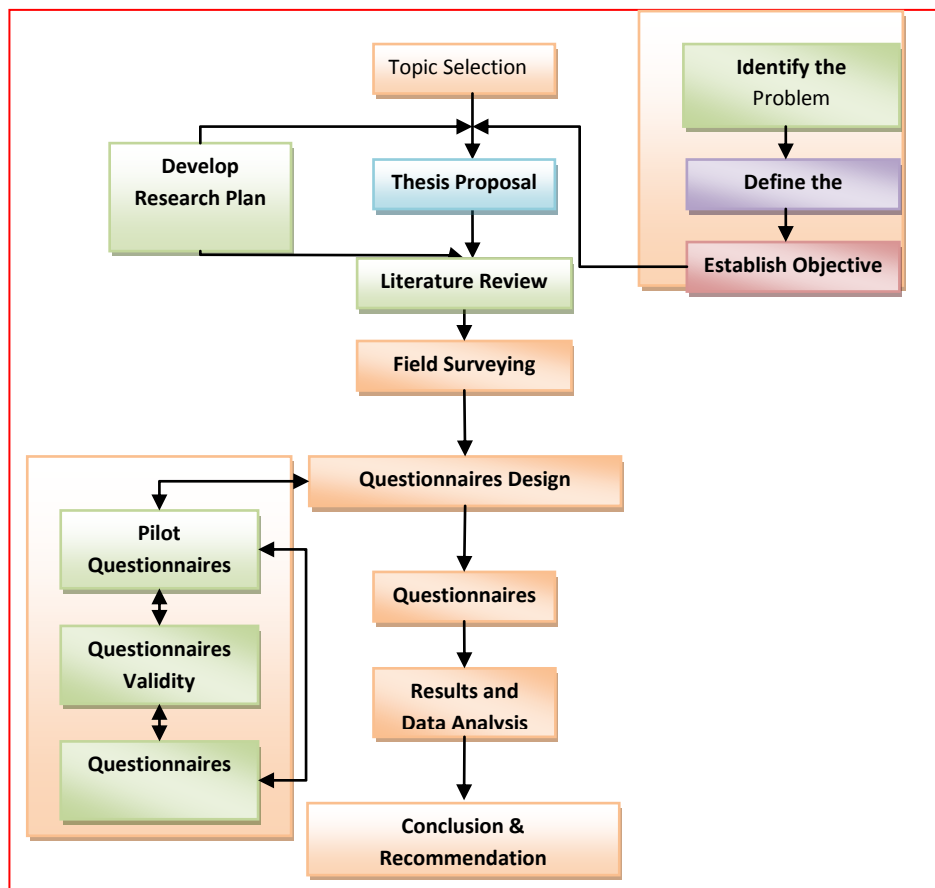 Topic Selection
Identify the
Problem
Develop
Research Plan
Thesis Proposal
Define the
Establish Objective
Literature Review
Field Surveying
Questionnaires Design
Pilot
Questionnaires
Questionnaires
Questionnaires
Validity
Results and
Data Analysis
Questionnaires
Conclusion &
Recommendation